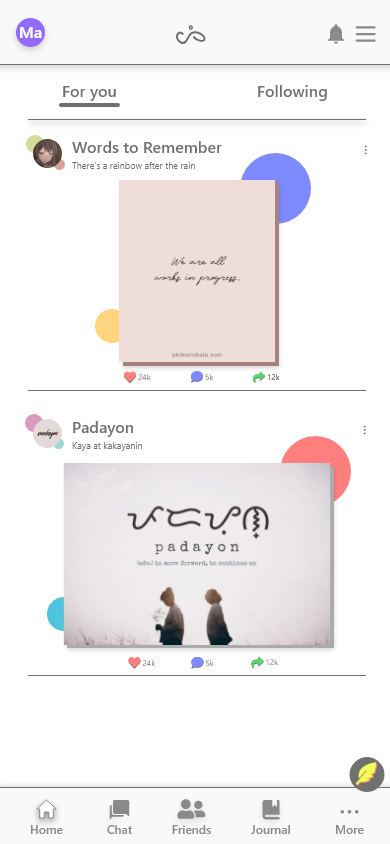 Ma
For you
Following
Words to Remember
There's a reinbow after the rain
We are all
works in progress.
24k 5k 12k
padayon
Padayon
Kaya at kakayanin
ᜉᜇᜌᜓᜈ᜔
padayon
(adv.) to move forward, to continue on
24k 5k 12k
Home Chat Friends Journal More